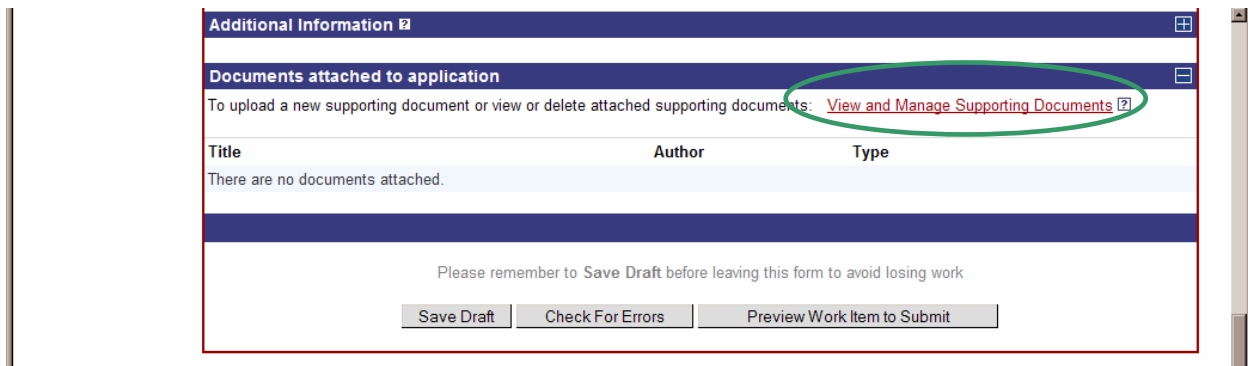 Additional Information ?
Documents attached to application
To upload a new supporting document or view or delete attached supporting documents: View and Manage Supporting Documents ?
Title Author Type
There are no documents attached.
Please remember to Save Draft before leaving this form to avoid losing work
Save Draft Check For Errors Preview Work Item to Submit